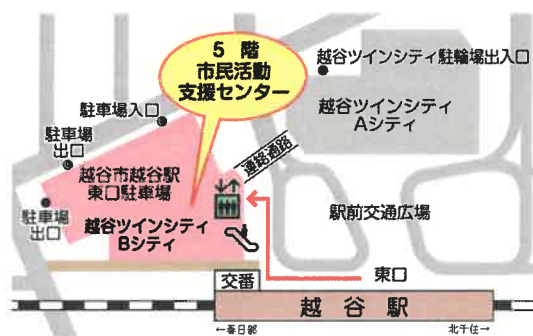 5 階
市民活動
支援センター
越谷ツインシティ駐輪場出入口
越谷ツインシティ
Aシティ
駐車場入口
駐車場
出口
連絡通路
越谷市越谷駅
東口駐車場
駅前交通広場
駐車場
出口
越谷ツインシティ
Bシティ
交番
東口
越谷駅
←春日部
北千住→